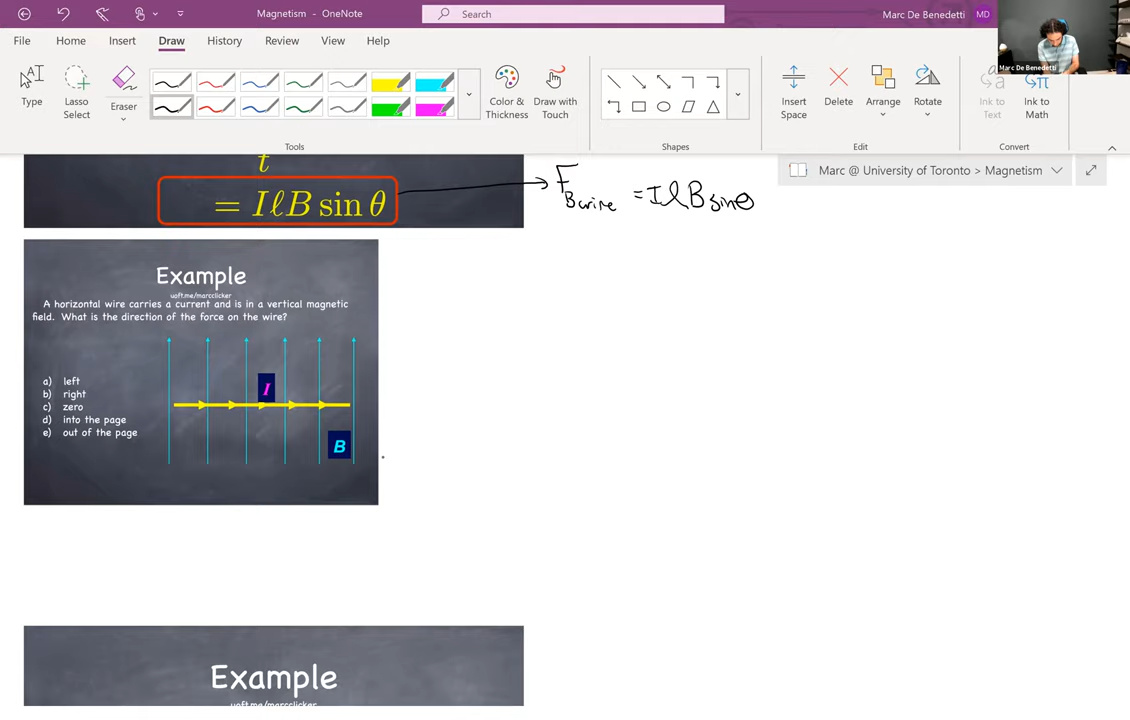 Magnetism - OneNote
Search
Marc De Benedetti
MD
File
Home
Insert
Draw
History
Review
View
Help
Type
Lasso
Select
Eraser
Color &
Thickness
Draw with
Touch
Insert
Space
Delete
Arrange
Rotate
Ink to
Text
Ink to
Math
Tools
Shapes
Edit
Convert
Marc De Benedetti
Marc @ University of Toronto > Magnetism
t
= IℓB sin θ
F B wire = IℓB sinθ
Example
uoft.me/marcclicker
A horizontal wire carries a current and is in a vertical magnetic
field. What is the direction of the force on the wire?
a) left
b) right
c) zero
d) into the page
e) out of the page
I
B
Example
uoft.me/marcclicker